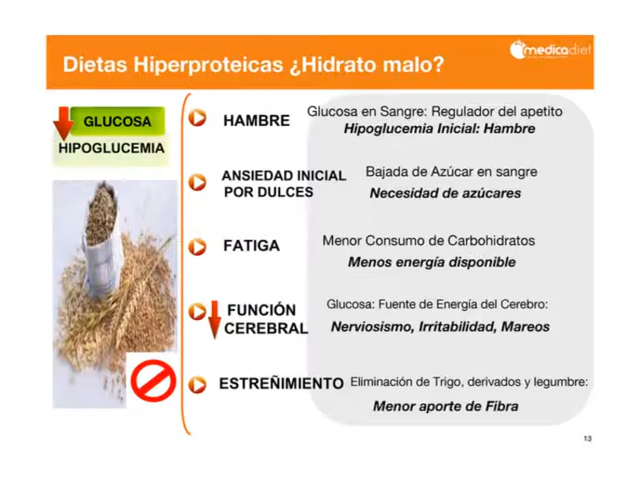 medicadiet
Dietas Hiperproteicas ¿Hidrato malo?
GLUCOSA
HIPOGLUCEMIA
HAMBRE
Glucosa en Sangre: Regulador del apetito
Hipoglucemia Inicial: Hambre
ANSIEDAD INICIAL
POR DULCES
Bajada de Azúcar en sangre
Necesidad de azúcares
FATIGA
Menor Consumo de Carbohidratos
Menos energía disponible
FUNCIÓN
CEREBRAL
Glucosa: Fuente de Energía del Cerebro:
Nerviosismo, Irritabilidad, Mareos
ESTREÑIMIENTO
Eliminación de Trigo, derivados y legumbre:
Menor aporte de Fibra
13